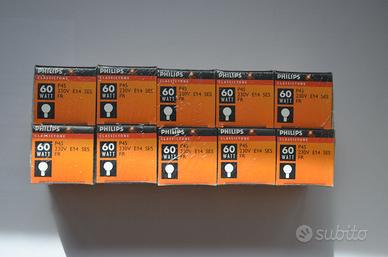 PHILIPS
CLASSICTONE
60
WATT
P45
230V E14 SES
FR
PHILIPS
CLASSICTONE
60
WATT
P45
230V E14 SES
FR
PHILIPS
CLASSICTONE
60
WATT
P45
230V E14 SES
FR
PHILIPS
CLASSICTONE
60
WATT
P45
230V E14 SES
FR
PHILIPS
CLASSICTONE
60
WATT
P45
230V E14 SES
FR
PHILIPS
CLASSICTONE
60
WATT
P45
230V E14 SES
FR
PHILIPS
CLASSICTONE
60
WATT
P45
230V E14 SES
FR
PHILIPS
CLASSICTONE
60
WATT
P45
230V E14 SES
FR
PHILIPS
CLASSICTONE
60
WATT
P45
230V E14 SES
FR
PHILIPS
CLASSICTONE
60
WATT
P45
230V E14 SES
FR
subito